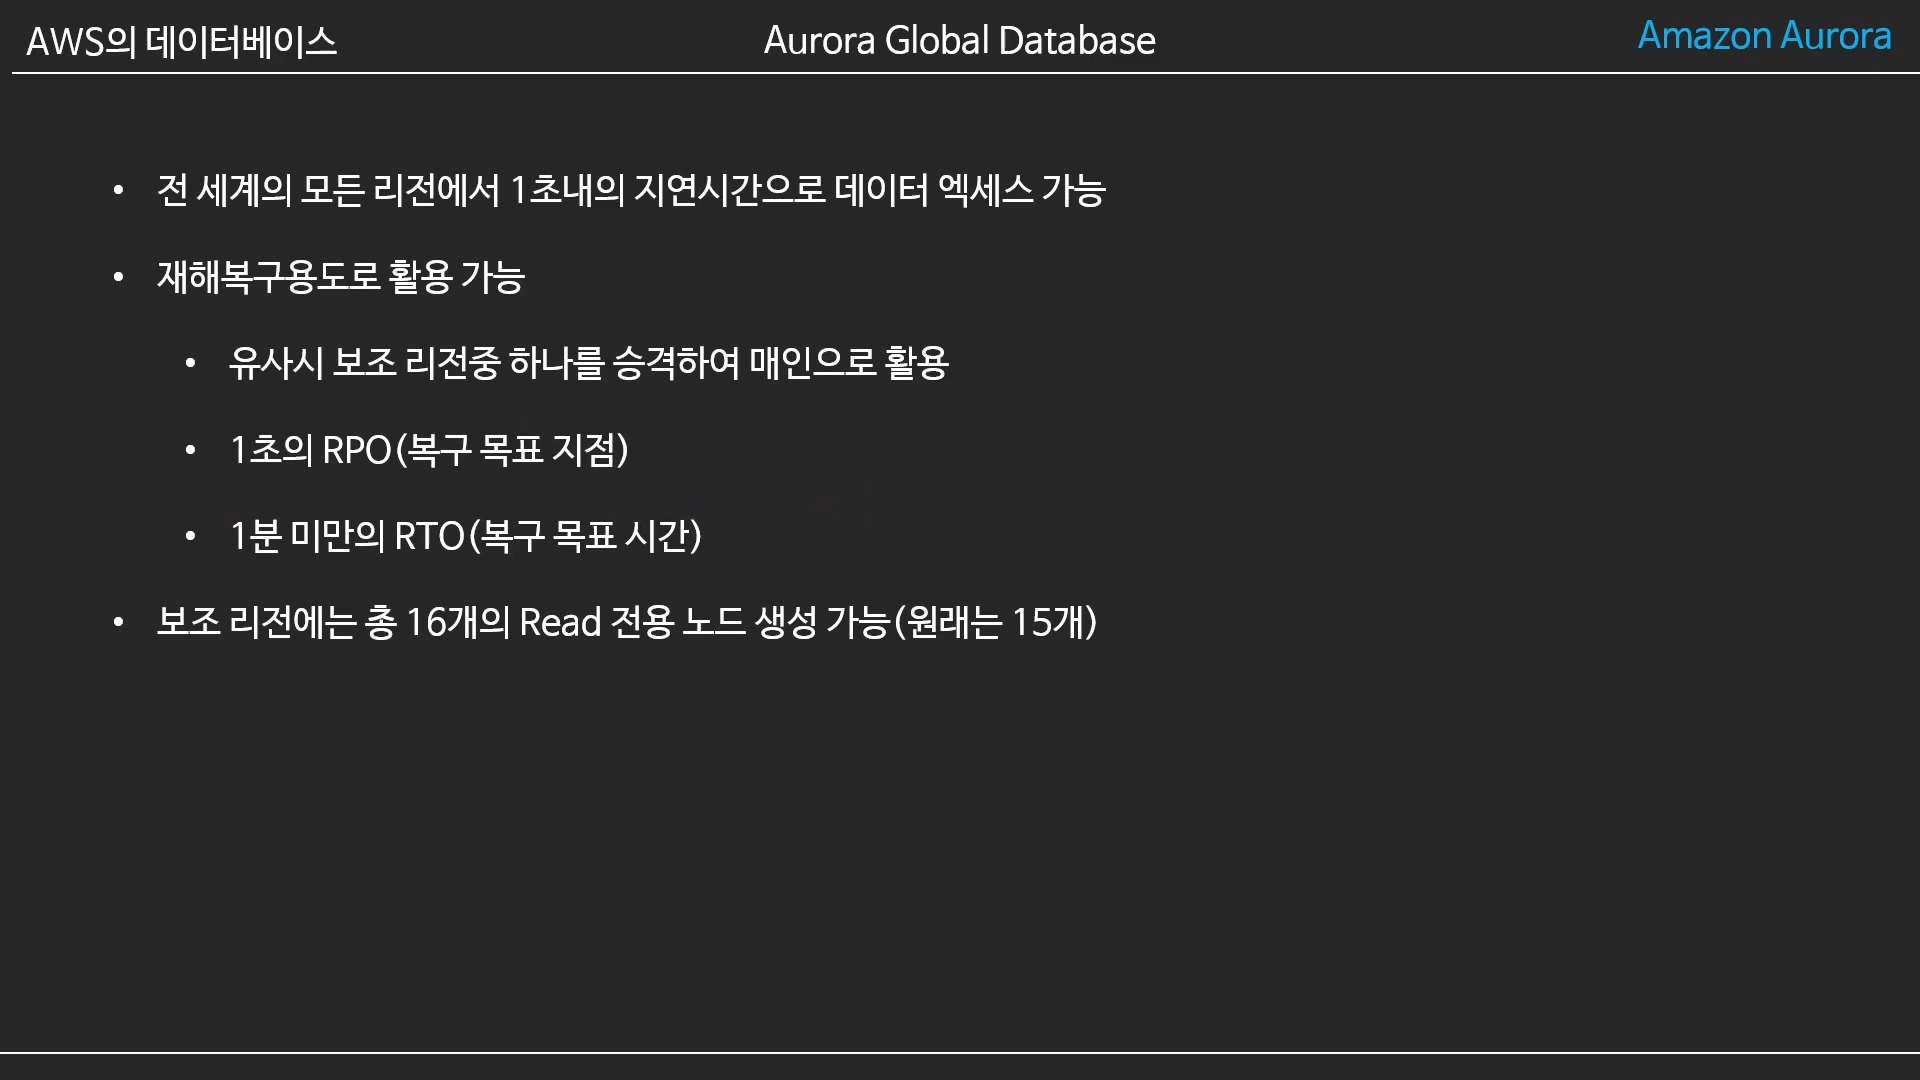 AWS의 데이터베이스
Aurora Global Database
Amazon Aurora
• 전 세계의 모든 리전에서 1초내의 지연시간으로 데이터 엑세스 가능
• 재해복구용도로 활용 가능
• 유사시 보조 리전중 하나를 승격하여 매인으로 활용
• 1초의 RPO(복구 목표 지점)
• 1분 미만의 RTO(복구 목표 시간)
• 보조 리전에는 총 16개의 Read 전용 노드 생성 가능(원래는 15개)